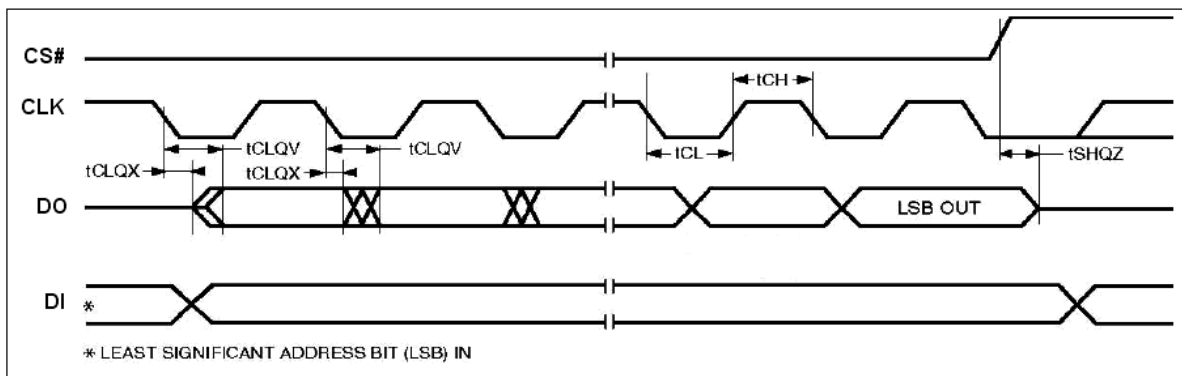 CS#
CLK
tCH
tCLQV
tCLQV
tCL
tSHQZ
tCLQX
tCLQX
DO
LSB OUT
DI *
* LEAST SIGNIFICANT ADDRESS BIT (LSB) IN